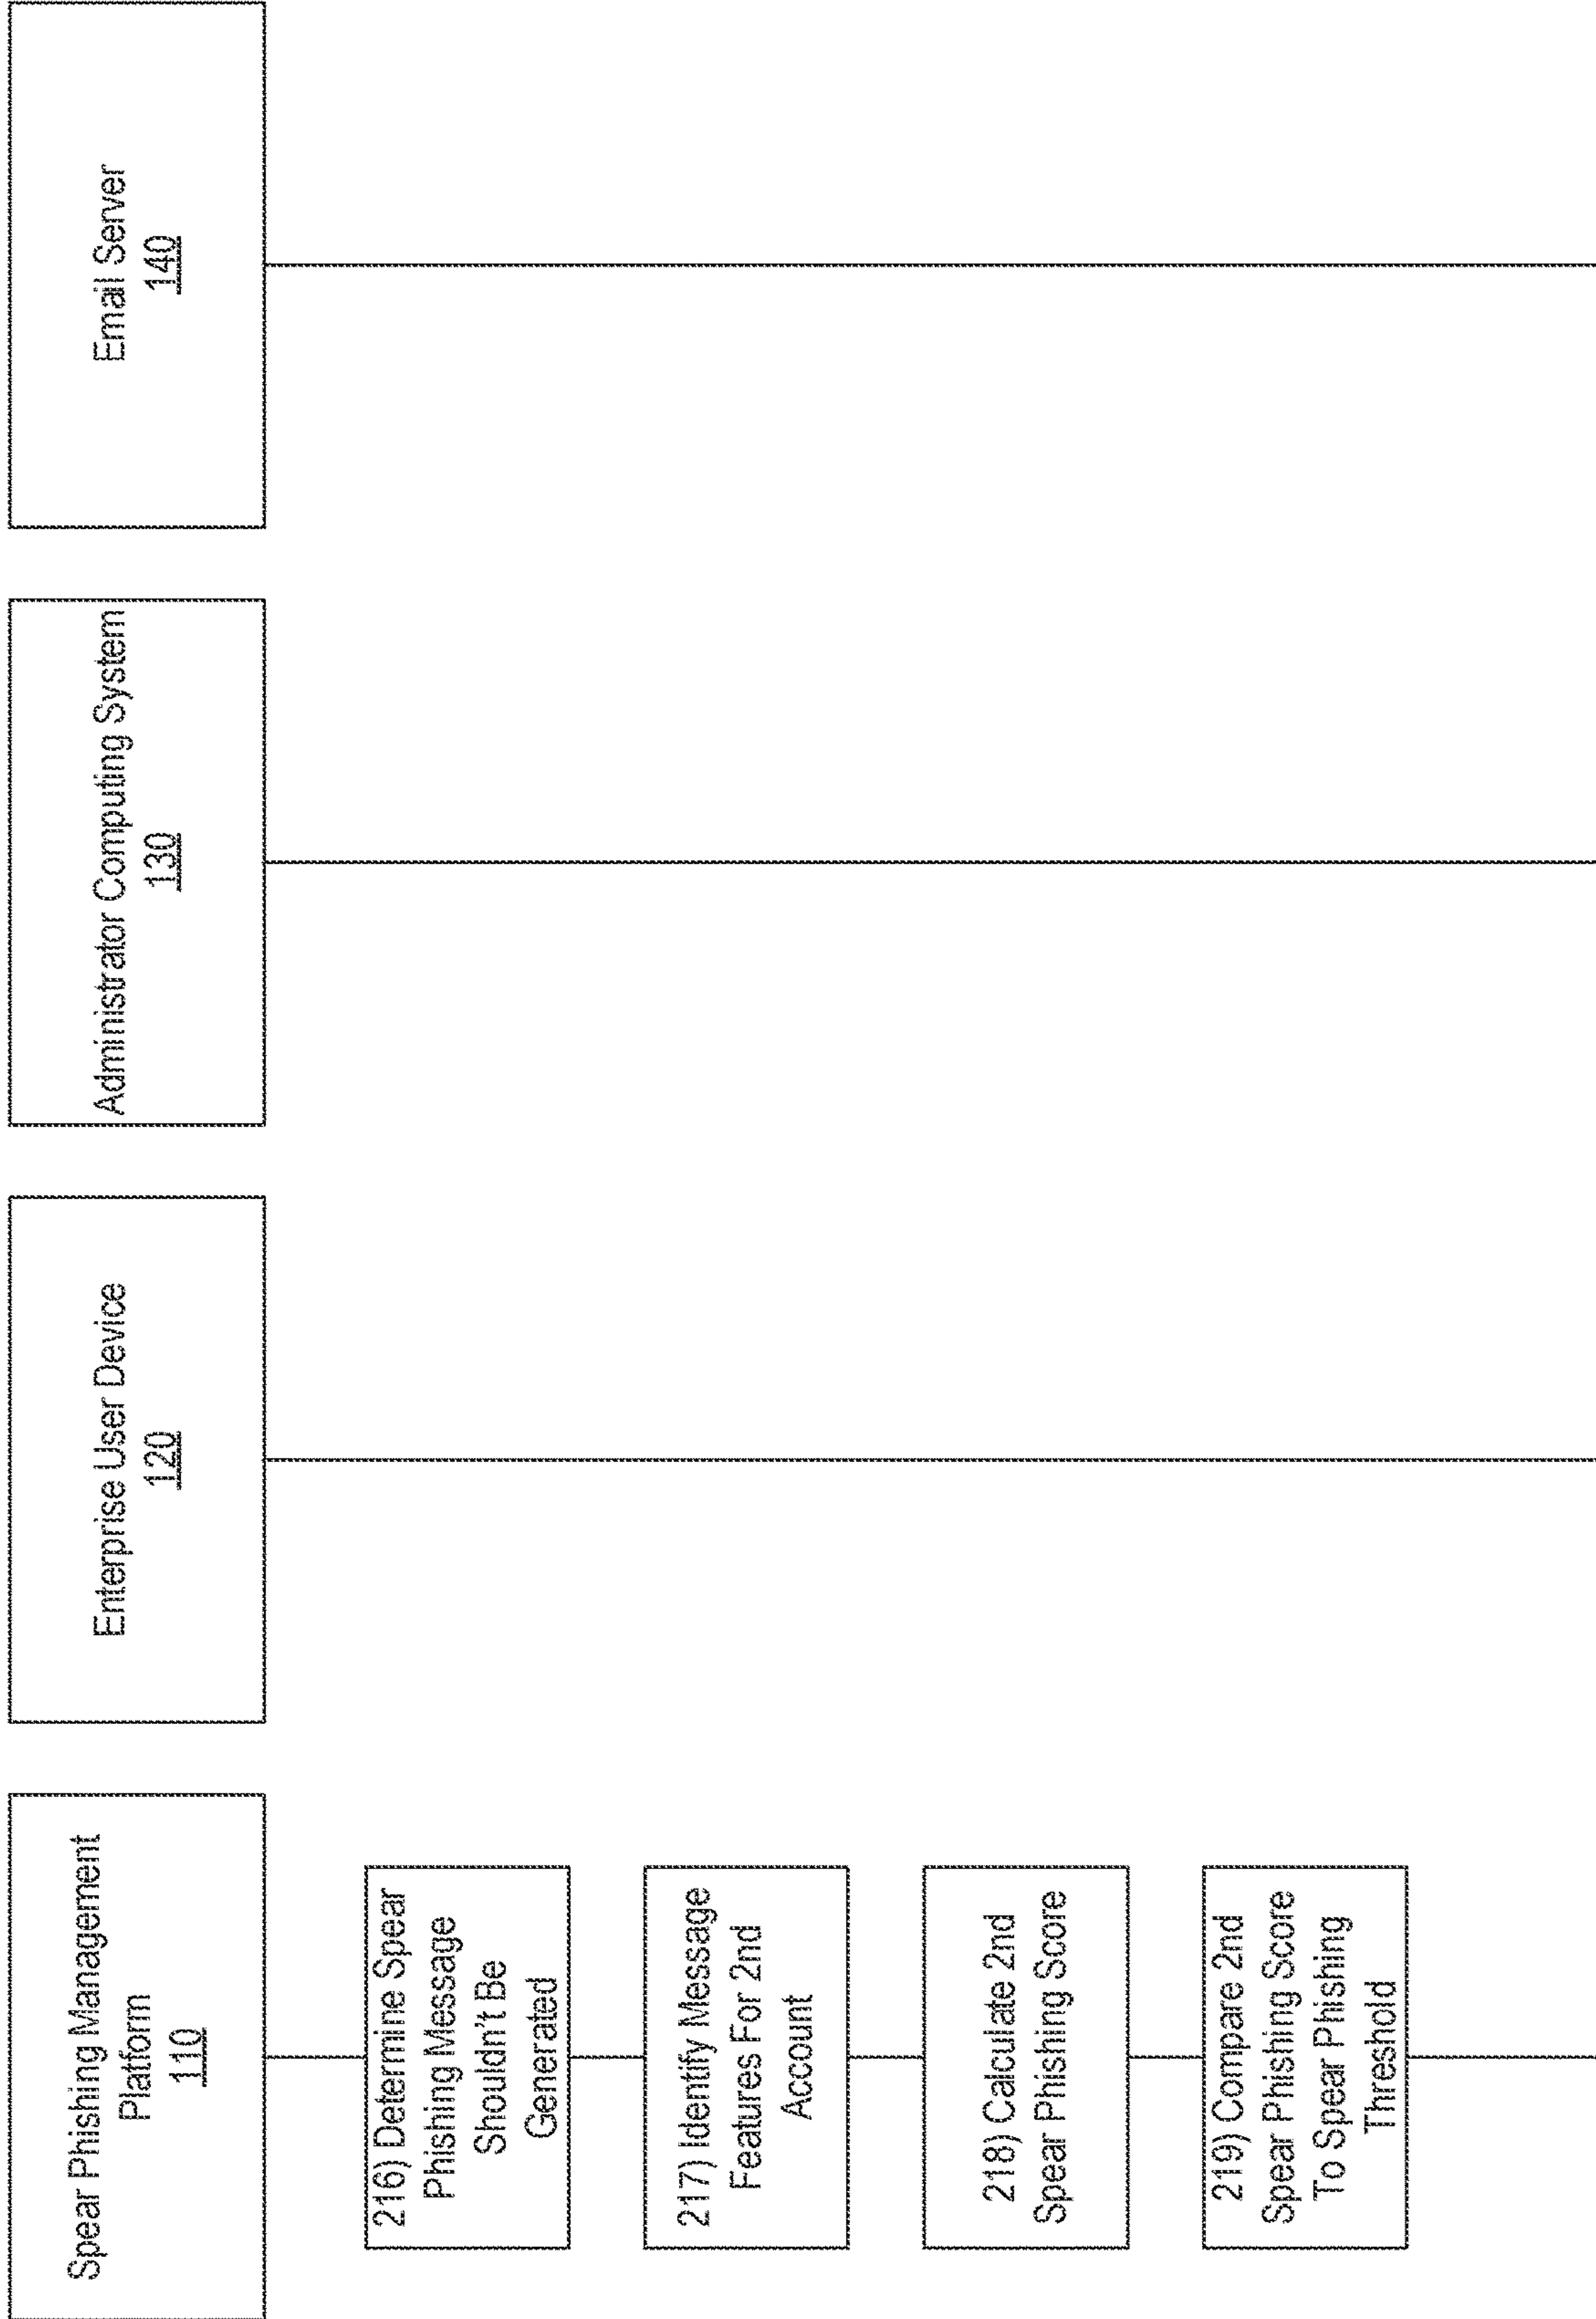 Spear Phishing Management
Platform
110
Enterprise User Device
120
Administrator Computing System
130
Email Server
140
216) Determine Spear
Phishing Message
Shouldn't Be
Generated
217) Identify Message
Features For 2nd
Account
218) Calculate 2nd
Spear Phishing Score
219) Compare 2nd
Spear Phishing Score
To Spear Phishing
Threshold